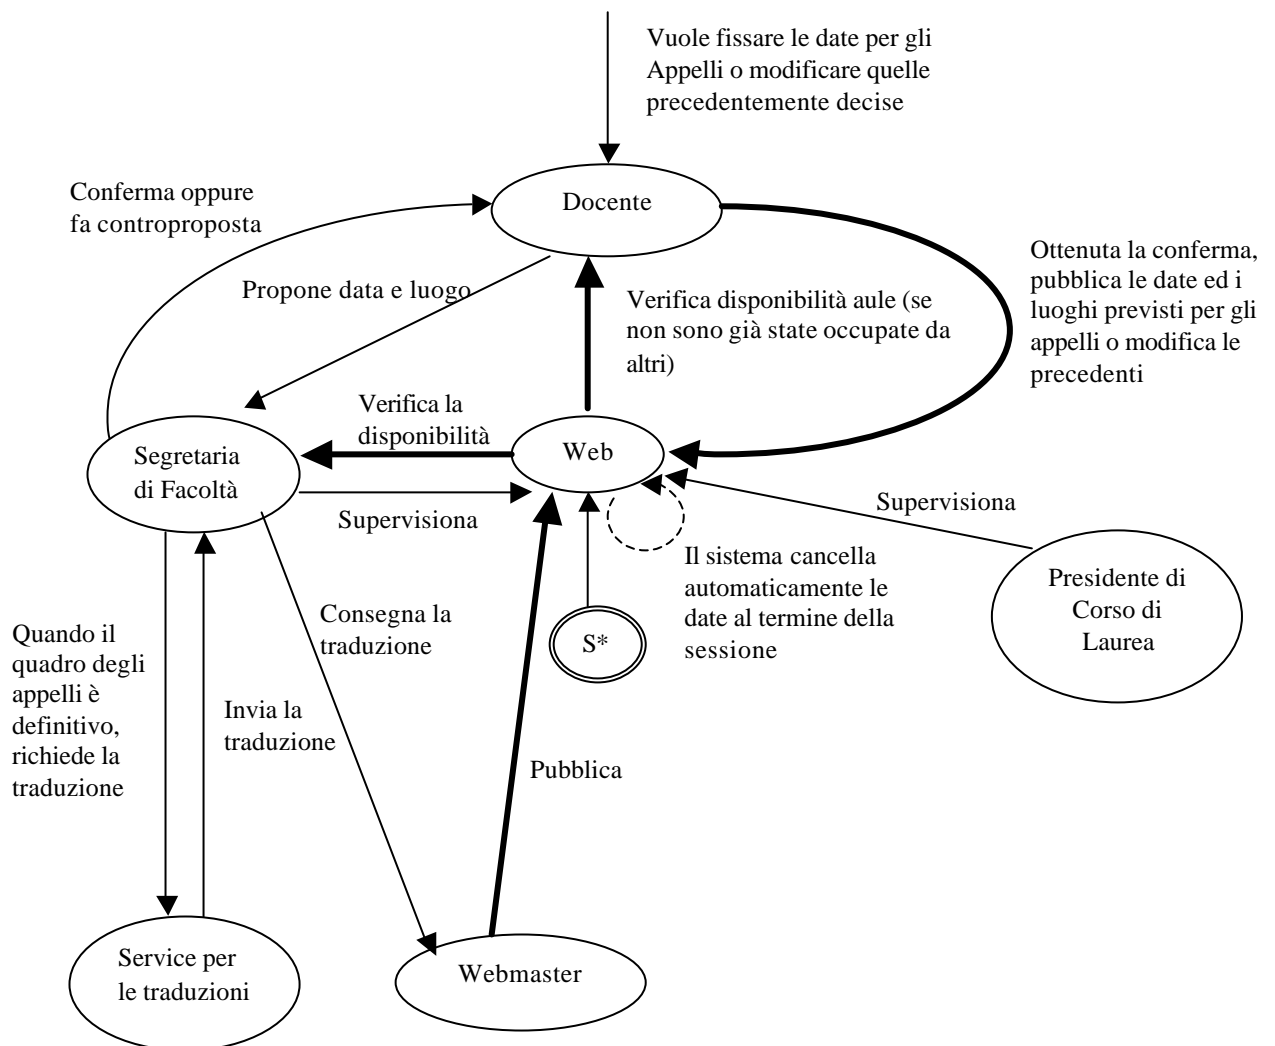 Vuole fissare le date per gli
Appelli o modificare quelle
precedentemente decise
Conferma oppure
fa controproposta
Docente
Ottenuta la conferma,
pubblica le date ed i
luoghi previsti per gli
appelli o modifica le
precedenti
Propone data e luogo
Verifica disponibilità aule (se
non sono già state occupate da
altri)
Verifica la
disponibilità
Segretaria
di Facoltà
Web
Supervisiona
Supervisiona
Il sistema cancella
automaticamente le
date al termine della
sessione
Presidente di
Corso di
Laurea
Consegna la
traduzione
S*
Quando il
quadro degli
appelli è
definitivo,
richiede la
traduzione
Invia la
traduzione
Pubblica
Service per
le traduzioni
Webmaster